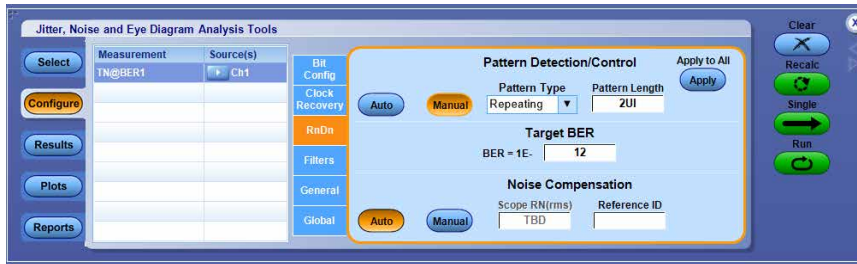 Jitter, Noise and Eye Diagram Analysis Tools
Clear
X
Select
Configure
Results
Plots
Reports
Measurement Source(s)
TN@BER1 Ch1
Bit Config
Clock Recovery
RnDn
Filters
General
Global
Pattern Detection/Control
Apply to All
Apply
Auto
Manual
Pattern Type
Repeating
Pattern Length
2UI
Target BER
BER = 1E- 12
Noise Compensation
Auto
Manual
Scope RN(rms)
TBD
Reference ID
Recalc
Single
Run